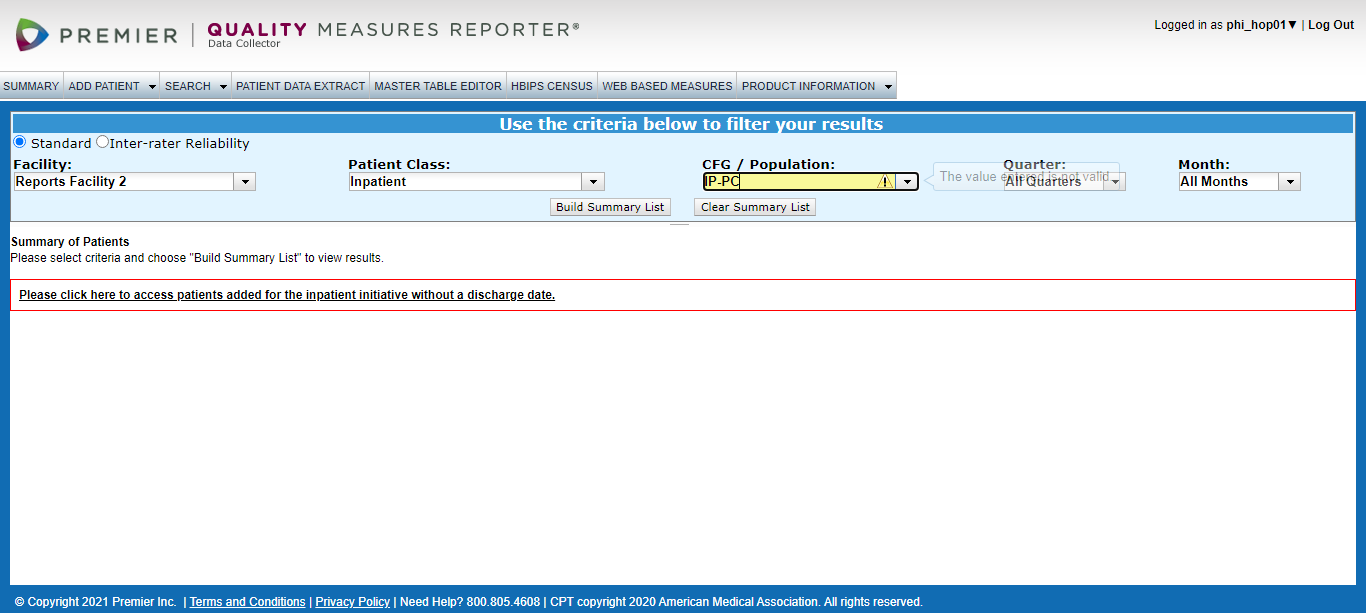 PREMIER | QUALITY MEASURES REPORTER®
Data Collector
Logged in as phi_hop01▼ | Log Out
SUMMARY ADD PATIENT SEARCH PATIENT DATA EXTRACT MASTER TABLE EDITOR HBIPS CENSUS WEB BASED MEASURES PRODUCT INFORMATION
Use the criteria below to filter your results
Standard Inter-rater Reliability
Facility: Patient Class: CFG / Population: Quarter: Month:
Reports Facility 2 Inpatient IP-PC The value entered is not valid. All Quarters All Months
Build Summary List Clear Summary List
Summary of Patients
Please select criteria and choose "Build Summary List" to view results.
Please click here to access patients added for the inpatient initiative without a discharge date.
© Copyright 2021 Premier Inc. | Terms and Conditions | Privacy Policy | Need Help? 800.805.4608 | CPT copyright 2020 American Medical Association. All rights reserved.